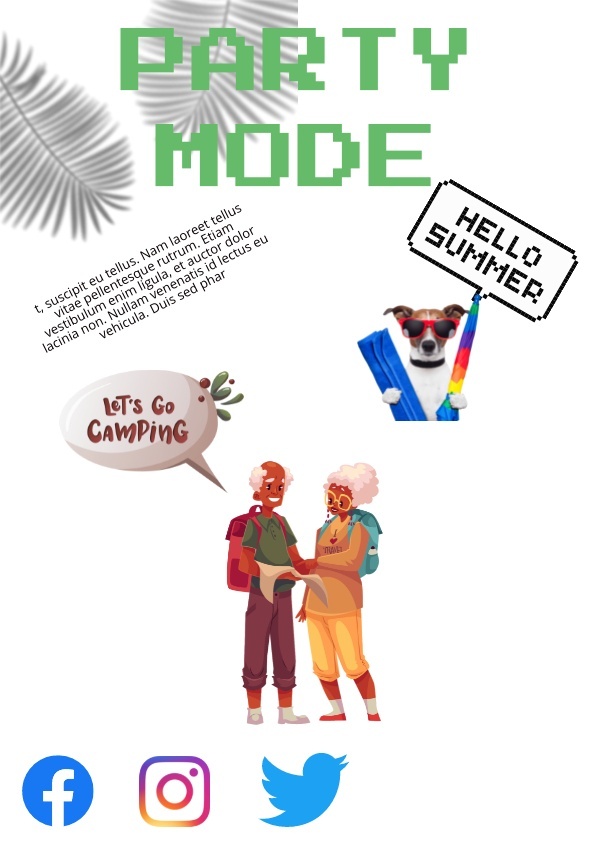 PARTY
MODE
HELLO
SUMMER
t, suscipit eu tellus. Nam laoreet tellus
vitae pellentesque rutrum. Etiam
vestibulum enim ligula, et auctor dolor
lacinia non. Nullam venenatis id lectus eu
vehicula. Duis sed phar
LET'S GO
CAMPING
I
TRAVEL